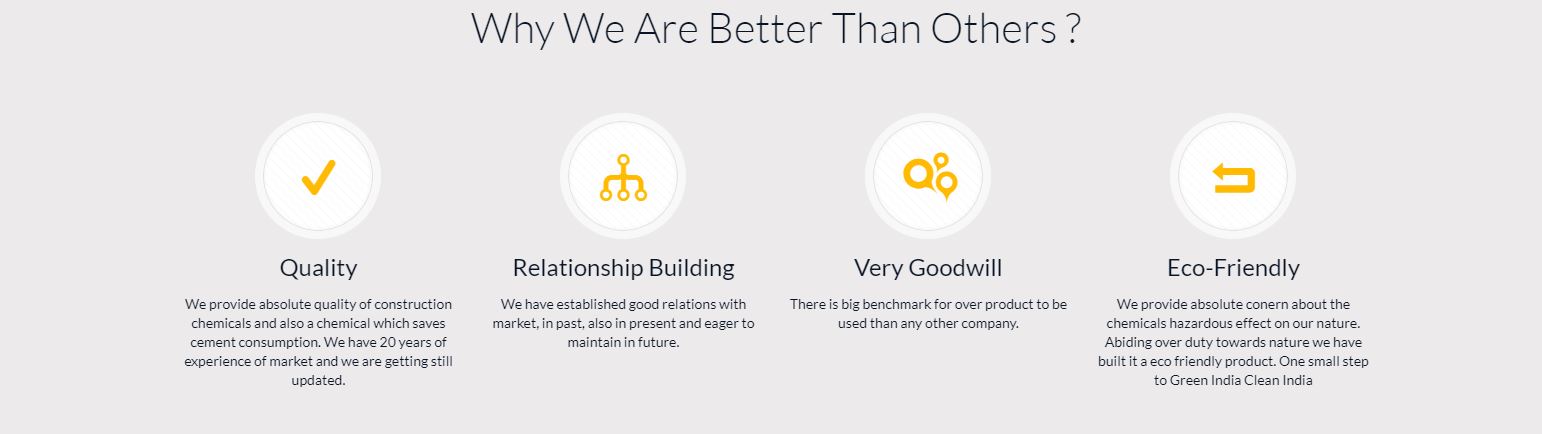 Why We Are Better Than Others ?
Quality
We provide absolute quality of construction
chemicals and also a chemical which saves
cement consumption. We have 20 years of
experience of market and we are getting still
updated.
Relationship Building
We have established good relations with
market, in past, also in present and eager to
maintain in future.
Very Goodwill
There is big benchmark for over product to be
used than any other company.
Eco-Friendly
We provide absolute conern about the
chemicals hazardous effect on our nature.
Abiding over duty towards nature we have
built it a eco friendly product. One small step
to Green India Clean India